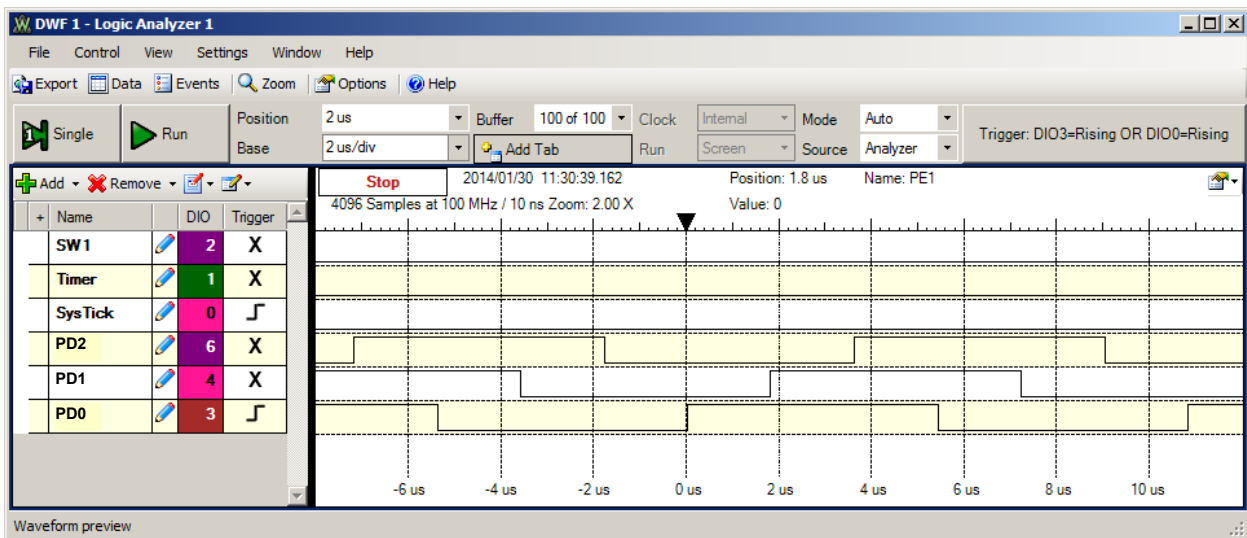 DWF 1 - Logic Analyzer 1
File Control View Settings Window Help
Export Data Events Zoom Options Help
Single Run Position 2 us Buffer 100 of 100 Clock Internal Mode Auto Trigger: DIO3=Rising OR DIO0=Rising
Base 2 us/div Add Tab Run Screen Source Analyzer
Add Remove Stop 2014/01/30 11:30:39.162 Position: 1.8 us Name: PE1
4096 Samples at 100 MHz / 10 ns Zoom: 2.00 X Value: 0
+ Name DIO Trigger
SW1 2 X
Timer 1 X
SysTick 0
PD2 6 X
PD1 4 X
PD0 3
-6 us -4 us -2 us 0 us 2 us 4 us 6 us 8 us 10 us
Waveform preview